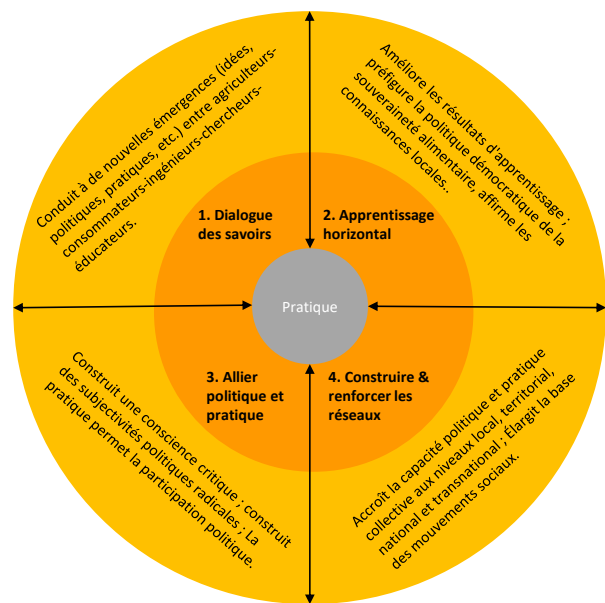 Conduit à de nouvelles émergences (idées,
politiques, pratiques, etc.) entre agriculteurs-
consommateurs-ingénieurs-chercheurs-
éducateurs.
Améliore les résultats d'apprentissage ;
préfigure la politique démocratique de la
souveraineté alimentaire, affirme les
connaissances locales..
1. Dialogue
des savoirs
2. Apprentissage
horizontal
Pratique
3. Allier
politique et
pratique
4. Construire &
renforcer les
réseaux
Construit une conscience critique ; construit
des subjectivités politiques radicales ; La
pratique permet la participation politique.
Accroît la capacité politique et pratique
collective aux niveaux local, territorial,
national et transnational ; Élargit la base
des mouvements sociaux.